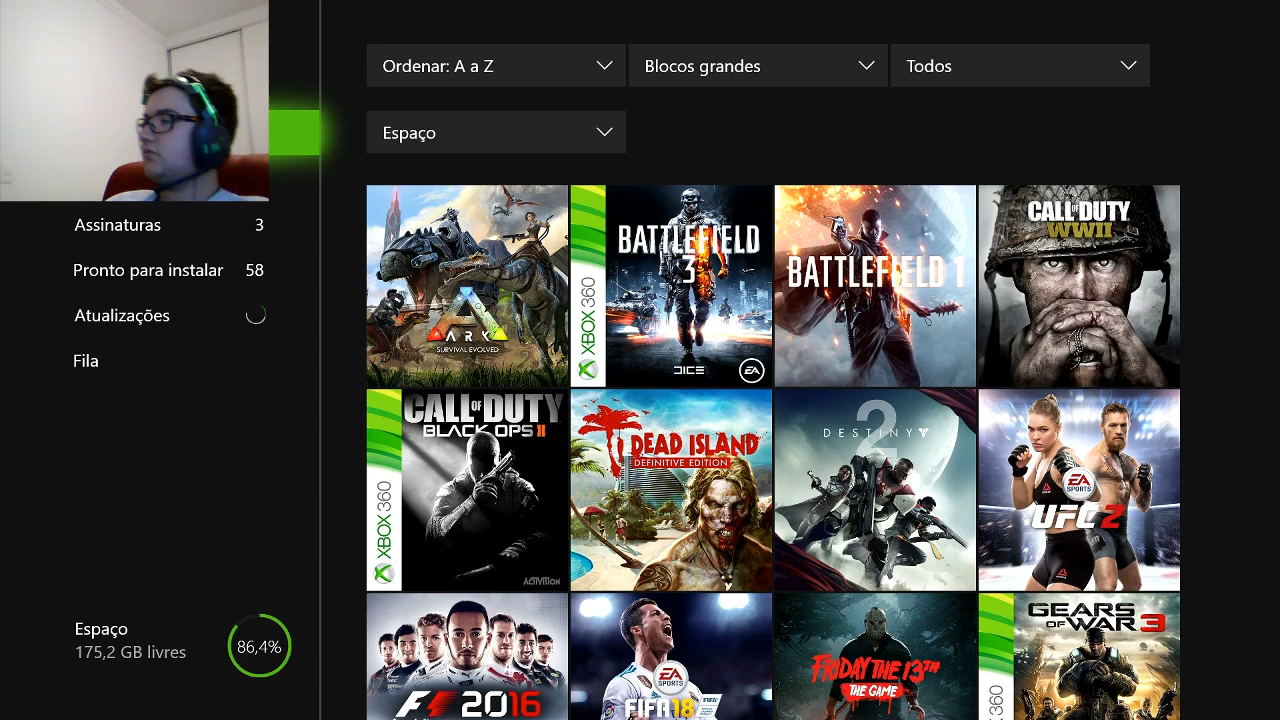 Ordenar: A a Z
Blocos grandes
Todos
Espaço
Assinaturas 3
Pronto para instalar 58
Atualizações
Fila
Espaço
175,2 GB livres
86,4%
ARK
SURVIVAL EVOLVED
XBOX 360
BATTLEFIELD
3
DICE
EA
BATTLEFIELD 1
CALL OF DUTY
WWII
XBOX 360
CALL OF DUTY
BLACK OPS II
ACTIVISION
DEAD ISLAND
DEFINITIVE EDITION
2
DESTINY
EA
SPORTS
UFC 2
F1 2016
EA
SPORTS
FIFA 18
FIFA
FRIDAY THE 13TH
THE GAME
360
GEARS
OF WAR 3